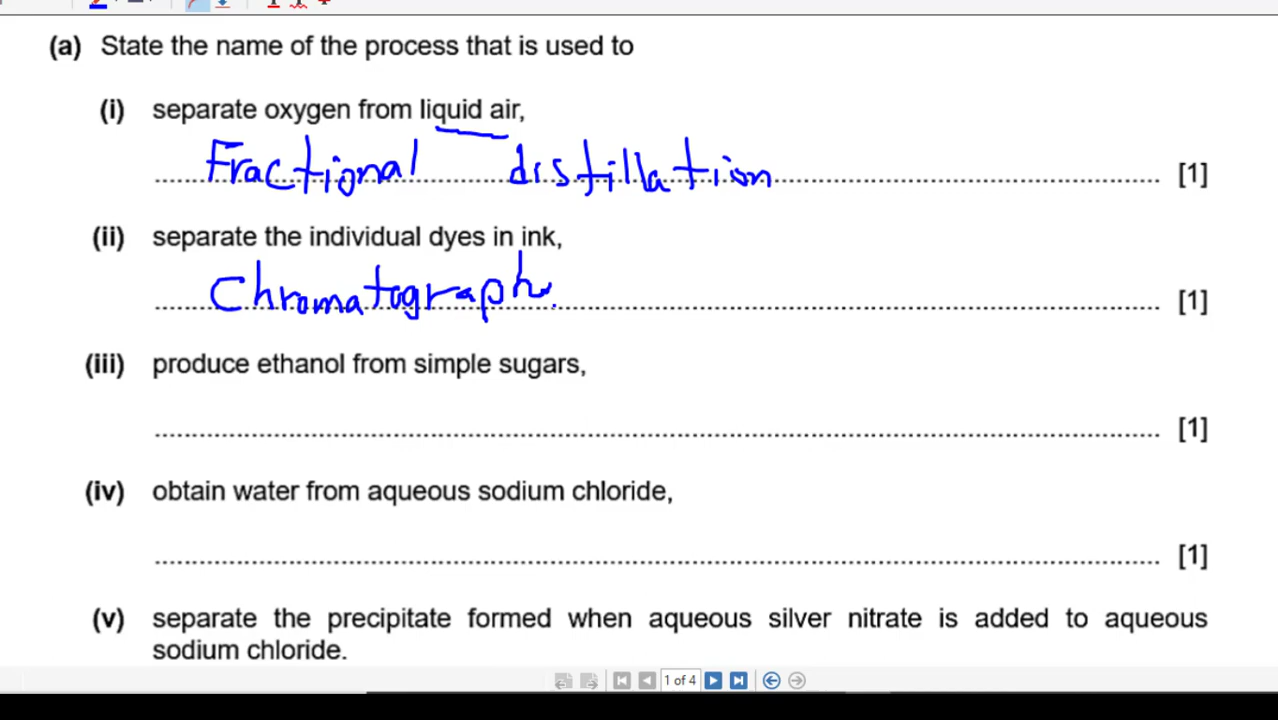 (a) State the name of the process that is used to
(i) separate oxygen from liquid air,
Fractional distillation
[1]
(ii) separate the individual dyes in ink,
Chromatograph
[1]
(iii) produce ethanol from simple sugars,
[1]
(iv) obtain water from aqueous sodium chloride,
[1]
(v) separate the precipitate formed when aqueous silver nitrate is added to aqueous
sodium chloride.
1 of 4